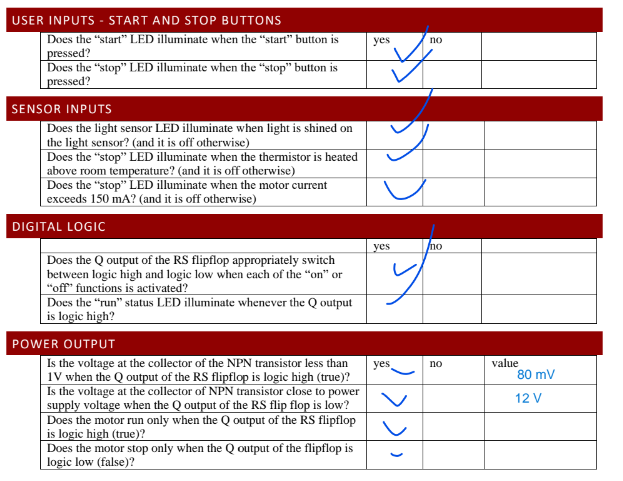 USER INPUTS - START AND STOP BUTTONS
Does the “start” LED illuminate when the “start” button is yes no
pressed?
Does the “stop” LED illuminate when the “stop” button is
pressed?
SENSOR INPUTS
Does the light sensor LED illuminate when light is shined on
the light sensor? (and it is off otherwise)
Does the “stop” LED illuminate when the thermistor is heated
above room temperature? (and it is off otherwise)
Does the “stop” LED illuminate when the motor current
exceeds 150 mA? (and it is off otherwise)
DIGITAL LOGIC
yes no
Does the Q output of the RS flipflop appropriately switch
between logic high and logic low when each of the “on” or
“off” functions is activated?
Does the “run” status LED illuminate whenever the Q output
is logic high?
POWER OUTPUT
Is the voltage at the collector of the NPN transistor less than yes no value
1V when the Q output of the RS flipflop is logic high (true)? 80 mV
Is the voltage at the collector of NPN transistor close to power 12 V
supply voltage when the Q output of the RS flip flop is low?
Does the motor run only when the Q output of the RS flipflop
is logic high (true)?
Does the motor stop only when the Q output of the flipflop is
logic low (false)?